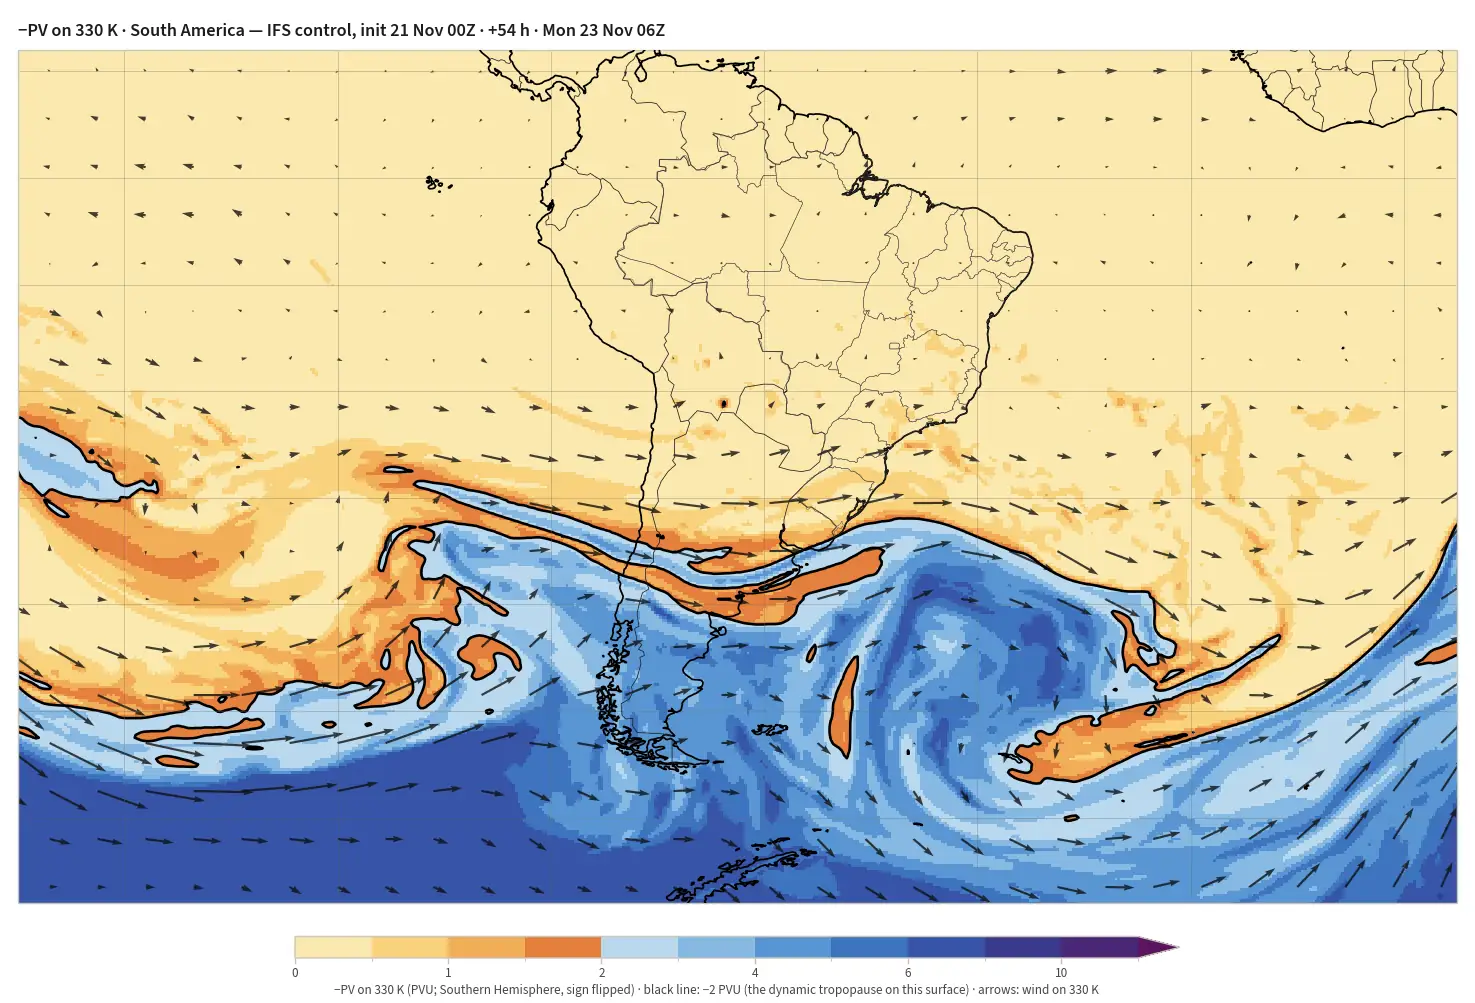 −PV on 330 K · South America — IFS control, init 21 Nov 00Z · +54 h · Mon 23 Nov 06Z
0 1 2 4 6 10
−PV on 330 K (PVU; Southern Hemisphere, sign flipped) · black line: −2 PVU (the dynamic tropopause on this surface) · arrows: wind on 330 K